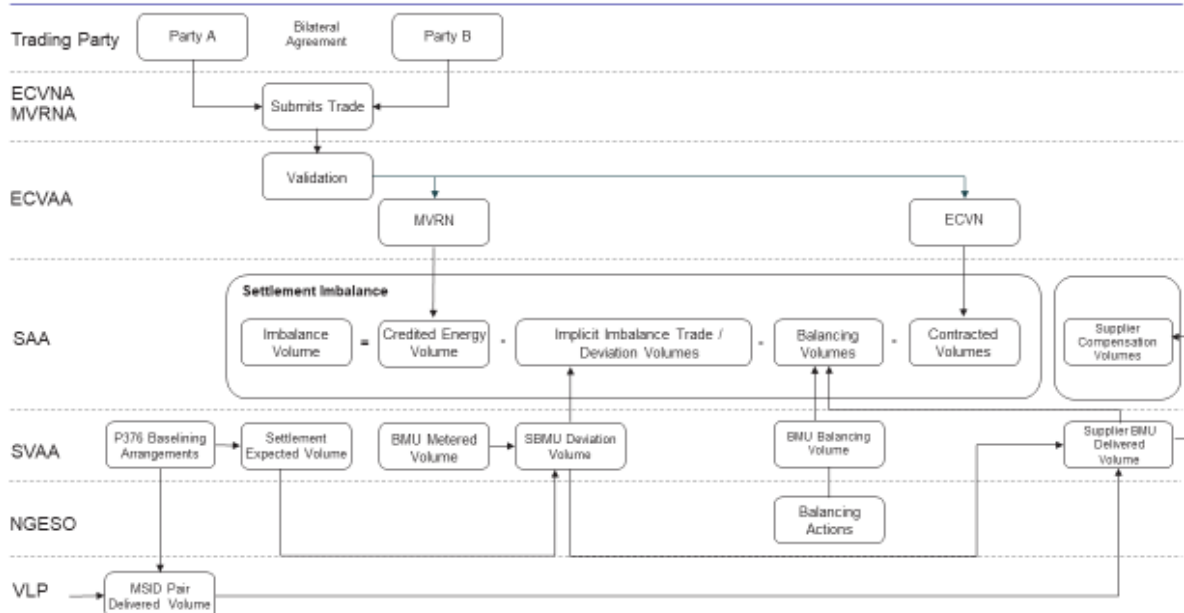 Trading Party
Party A
Bilateral
Agreement
Party B
ECVNA
MVRNA
Submits Trade
ECVAA
Validation
MVRN
ECVN
SAA
Settlement Imbalance
Imbalance
Volume
=
Credited Energy
Volume
-
Implicit Imbalance Trade /
Deviation Volumes
-
Balancing
Volumes
-
Contracted
Volumes
Supplier
Compensation
Volumes
SVAA
P376 Baselining
Arrangements
Settlement
Expected Volume
BMU Metered
Volume
SBMU Deviation
Volume
BMU Balancing
Volume
Supplier BMU
Delivered
Volume
NGESO
Balancing
Actions
VLP
MSID Pair
Delivered Volume